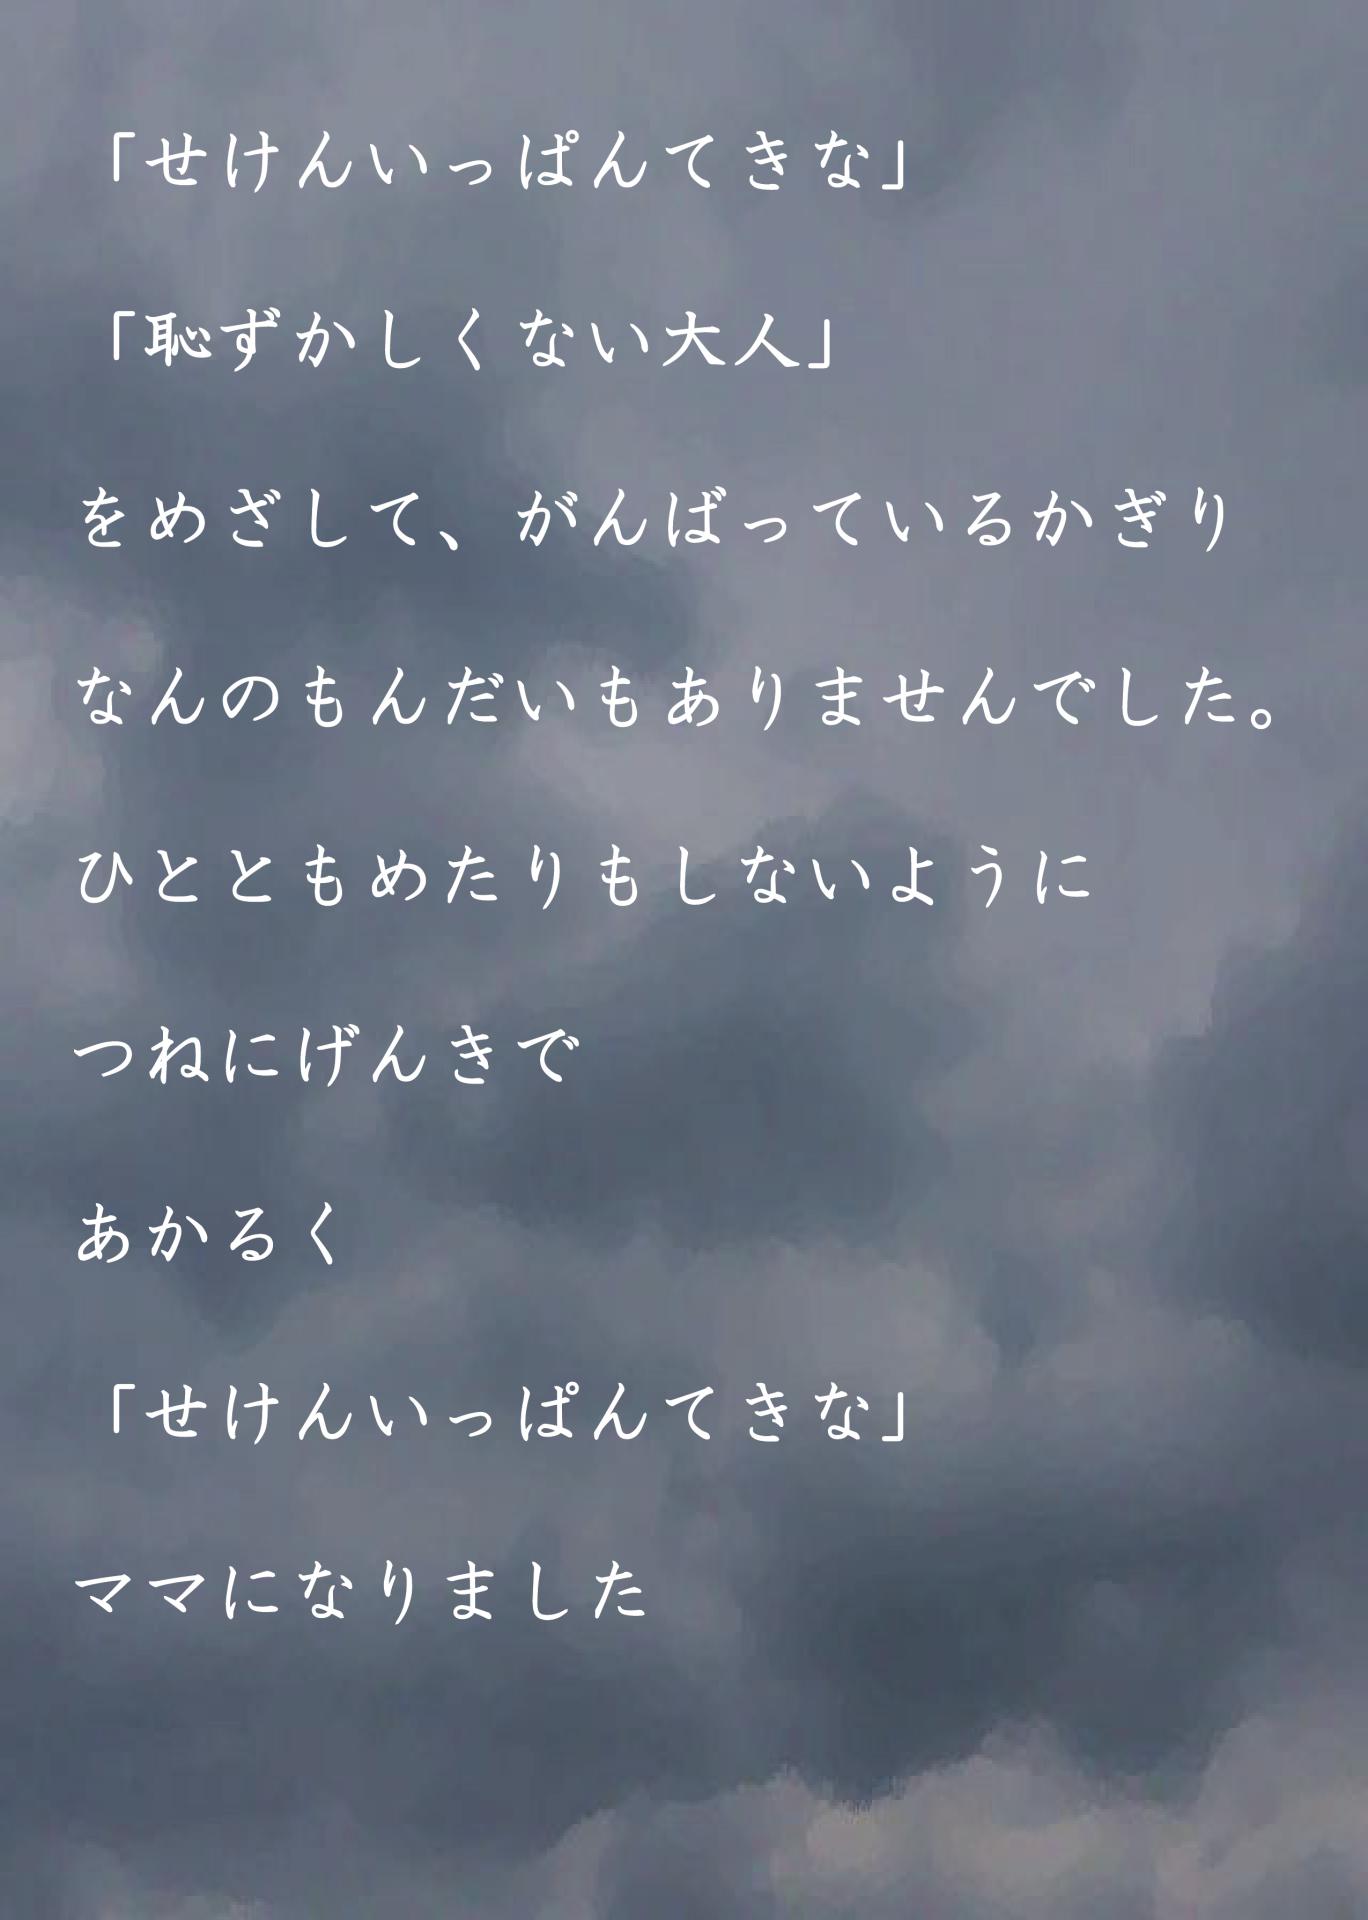 「せけんいっぱんてきな」
「恥ずかしくない大人」
をめざして、がんばっているかぎり
なんのもんだいもありませんでした。
ひとともめたりもしないように
つねにげんきで
あかるく
「せけんいっぱんてきな」
ママになりました